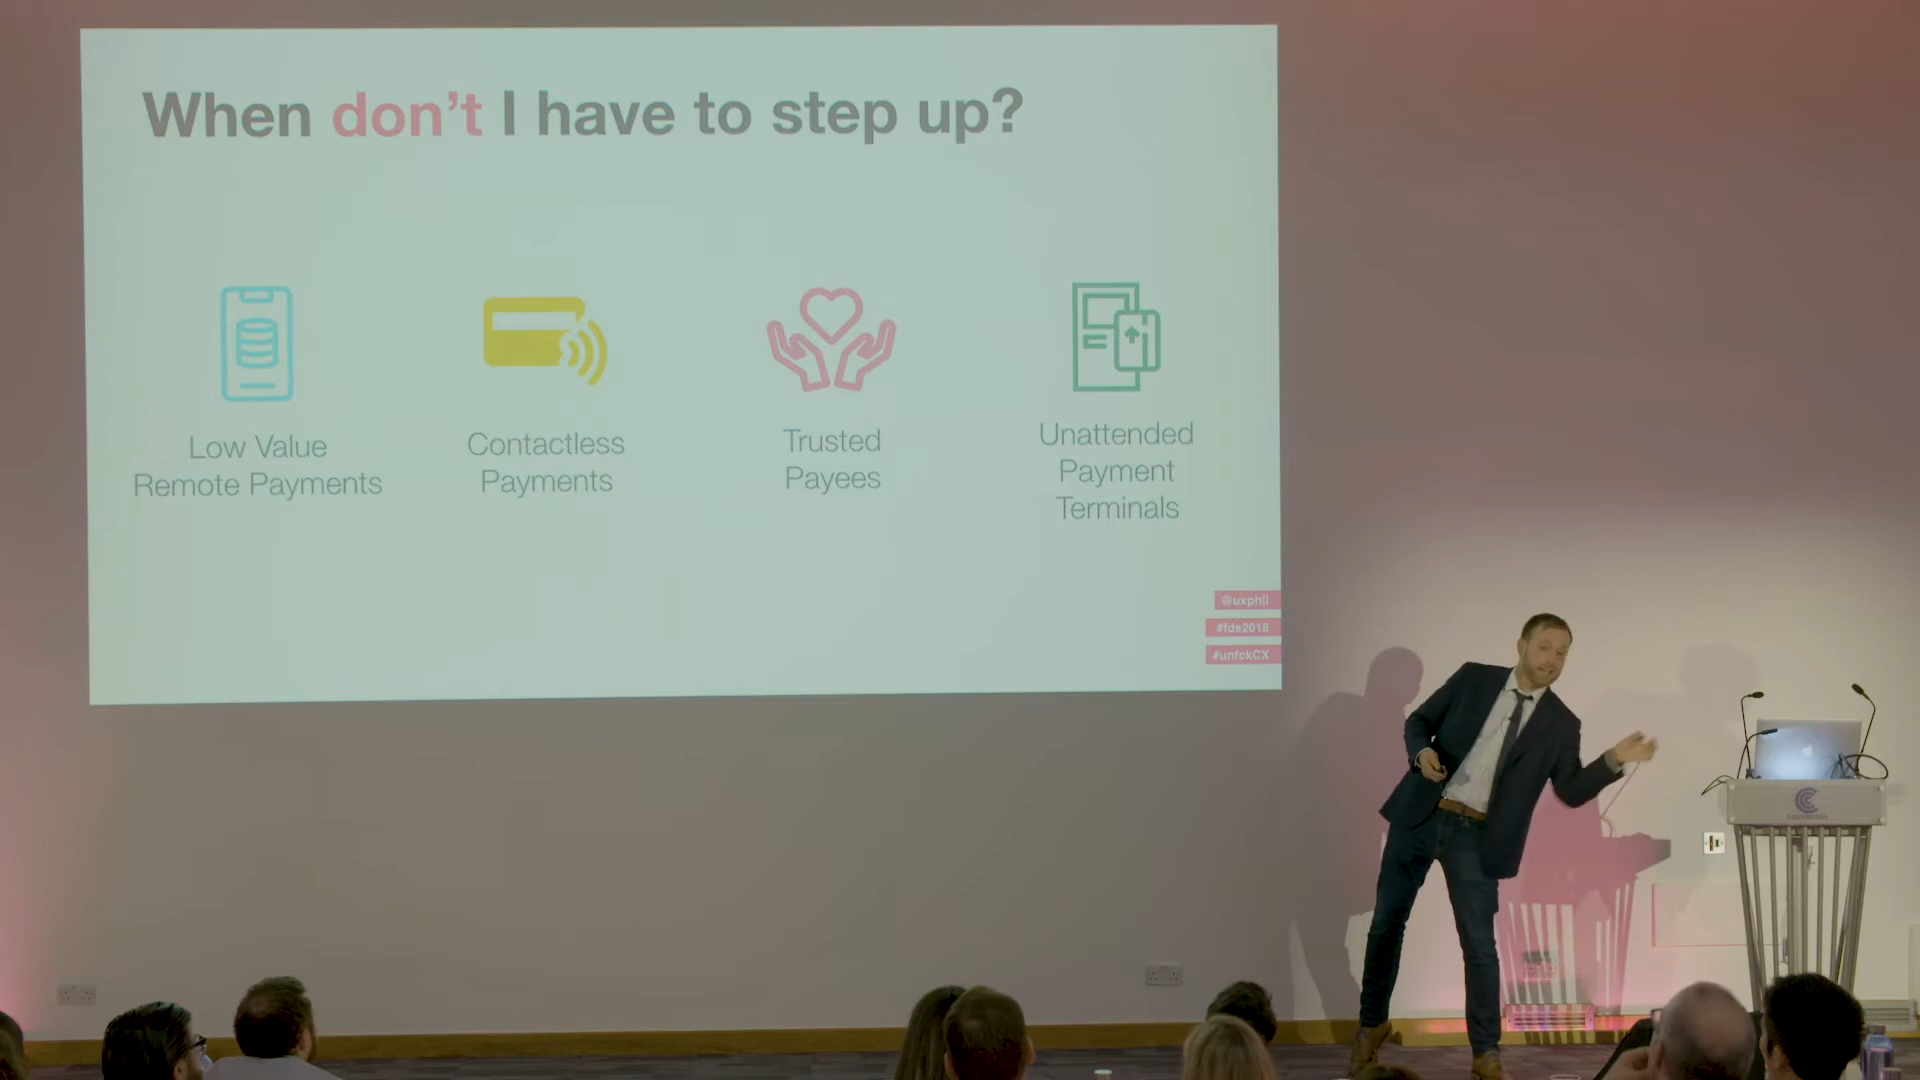 When don't I have to step up?
Low Value
Remote Payments
Contactless
Payments
Trusted
Payees
Unattended
Payment
Terminals
@uxphil
#fds2018
#unfckCX